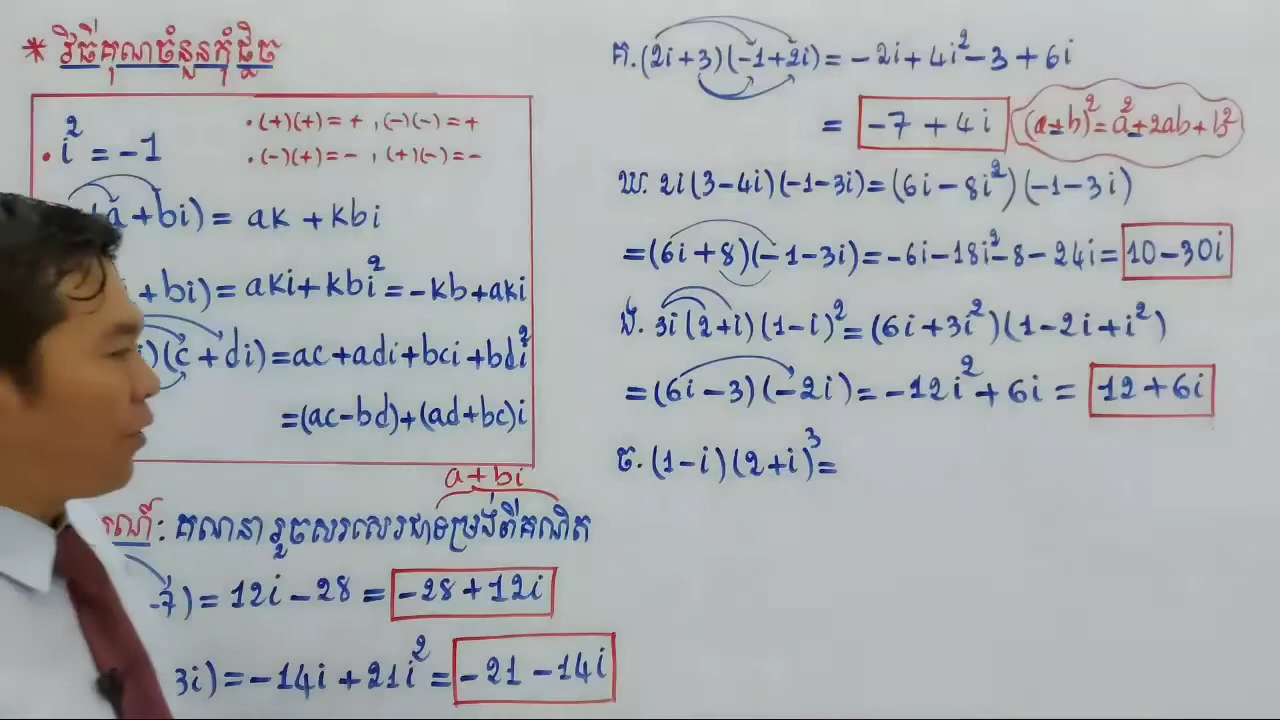 * វិធីគុណចំនួនកុំផ្លិច
• i² = -1
• (+)(+) = + , (-)(-) = +
• (-)(+) = - , (+)(-) = -
a + bi) = ak + kbi
+ bi) = aki + kbi² = -kb + aki
)(c + di) = ac + adi + bci + bdi²
= (ac - bd) + (ad + bc)i
a + bi
រណ៍ : គណនា រួចសរសេរជាទម្រង់ពីគណិត
-7) = 12i - 28 = -28 + 12i
3i) = -14i + 21i² = -21 - 14i
គ. (2i + 3)(-1 + 2i) = -2i + 4i² - 3 + 6i
= -7 + 4i
(a ± b)² = a² ± 2ab + b²
ឃ. 2i(3 - 4i)(-1 - 3i) = (6i - 8i²)(-1 - 3i)
= (6i + 8)(-1 - 3i) = -6i - 18i² - 8 - 24i = 10 - 30i
ង. 3i(2 + i)(1 - i)² = (6i + 3i²)(1 - 2i + i²)
= (6i - 3)(-2i) = -12i² + 6i = 12 + 6i
ច. (1 - i)(2 + i)³ =